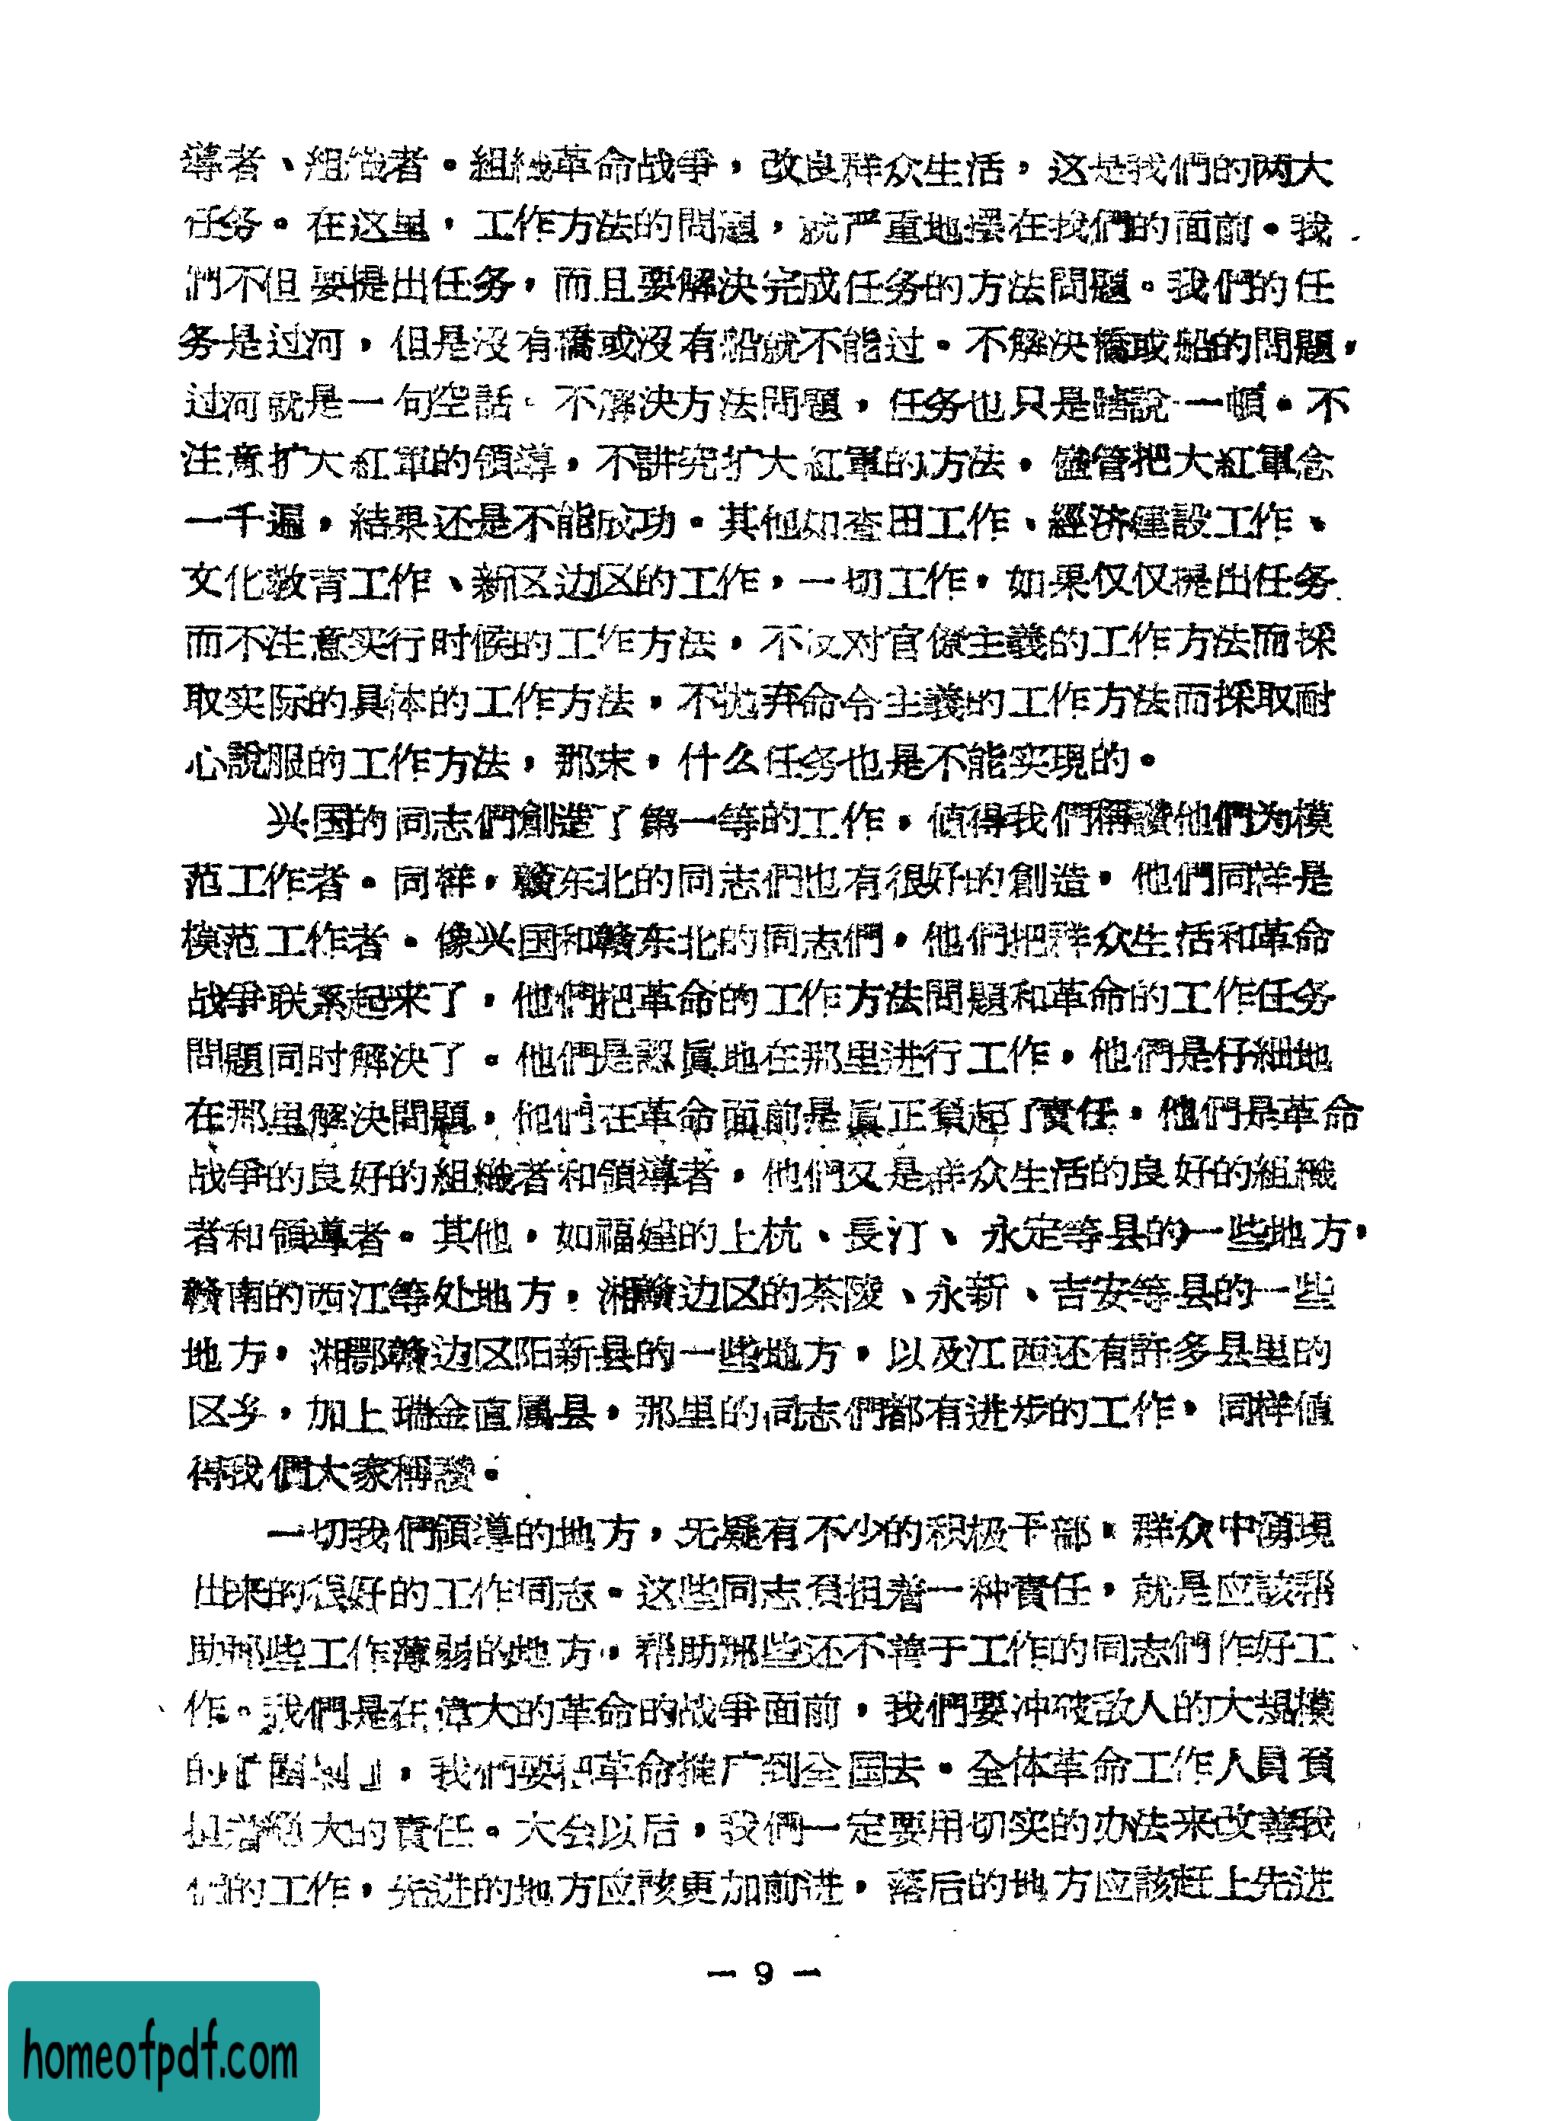 導者、組織者。組織革命战爭，改良群众生活，这是我們的两大
任务。在这里，工作方法的問題，就严重地摆在我們的面前。我
們不但要提出任务，而且要解决完成任务的方法問題。我們的任
务是过河，但是沒有橋或沒有船就不能过。不解决橋或船的問題，
过河就是一句空話。不解决方法問題，任务也只是瞎說一頓。不
注意扩大紅軍的領導，不講究扩大紅軍的方法，儘管把大紅軍念
一千遍，結果还是不能成功。其他如查田工作、經济建設工作、
文化教育工作、新区边区的工作，一切工作，如果仅仅提出任务
而不注意实行时候的工作方法，不反对官僚主義的工作方法而採
取实际的具体的工作方法，不抛弃命令主義的工作方法而採取耐
心說服的工作方法，那末，什么任务也是不能实現的。
兴国的同志們創造了第一等的工作，値得我們稱讚他們为模
范工作者。同样，贛东北的同志們也有很好的創造，他們同样是
模范工作者。像兴国和赣东北的同志們，他們把群众生活和革命
战爭联系起来了，他們把革命的工作方法問題和革命的工作任务
問題同时解决了。他們是認眞地在那里进行工作，他們是仔細地
在那里解决問題，他們在革命面前是眞正負起了責任，他們是革命
战爭的良好的組織者和領導者，他們又是群众生活的良好的組織
者和領導者。其他，如福建的上杭、長汀、永定等县的一些地方，
赣南的西江等处地方，湘赣边区的茶陵、永新、吉安等县的一些
地方，湘鄂赣边区阳新县的一些地方，以及江西还有許多县里的
区乡，加上瑞金直属县，那里的同志們都有进步的工作，同样値
得我們大家稱讚。
一切我們領導的地方，无疑有不少的积极干部，群众中湧現
出来的很好的工作同志。这些同志負担着一种責任，就是应該帮
助那些工作薄弱的地方，帮助那些还不善于工作的同志們作好工
作。我們是在偉大的革命的战爭面前，我們要冲破敌人的大規模
的『圍剿』，我們要把革命推广到全国去。全体革命工作人員負
担着絕大的責任。大会以后，我們一定要用切实的办法来改善我
們的工作，先进的地方应該更加前进，落后的地方应該赶上先进
— 9 —
homeofpdf.com